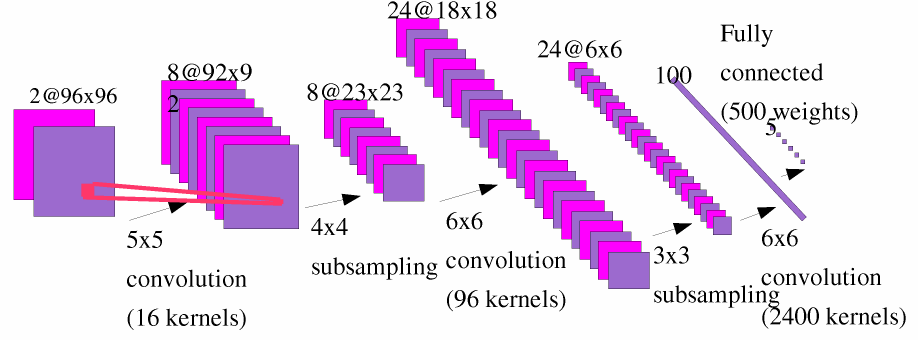 2@96x96
8@92x9
2
8@23x23
24@18x18
24@6x6
100
Fully
connected
(500 weights)
5
5x5
convolution
(16 kernels)
4x4
subsampling
6x6
convolution
(96 kernels)
3x3
subsampling
6x6
convolution
(2400 kernels)